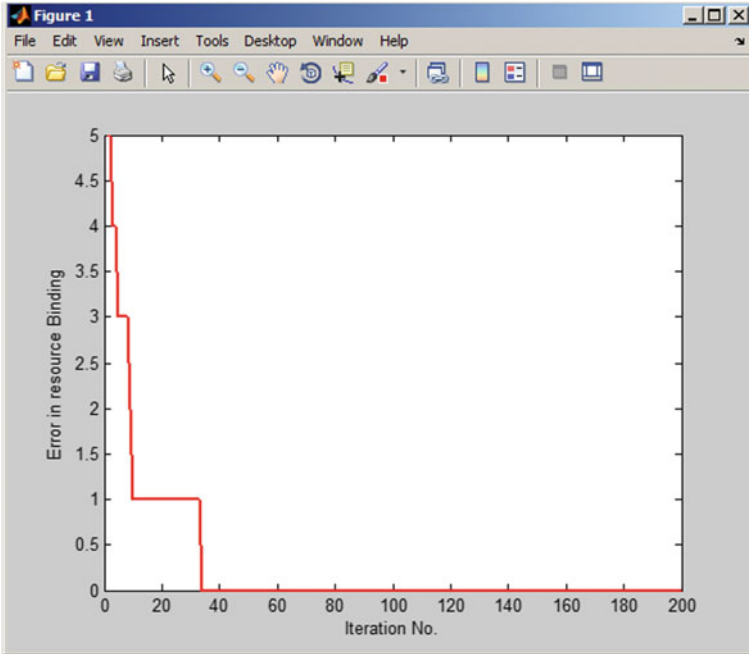 Figure 1
File Edit View Insert Tools Desktop Window Help
5
4.5
4
3.5
3
2.5
2
1.5
1
0.5
0
Error in resource Binding
0 20 40 60 80 100 120 140 160 180 200
Iteration No.